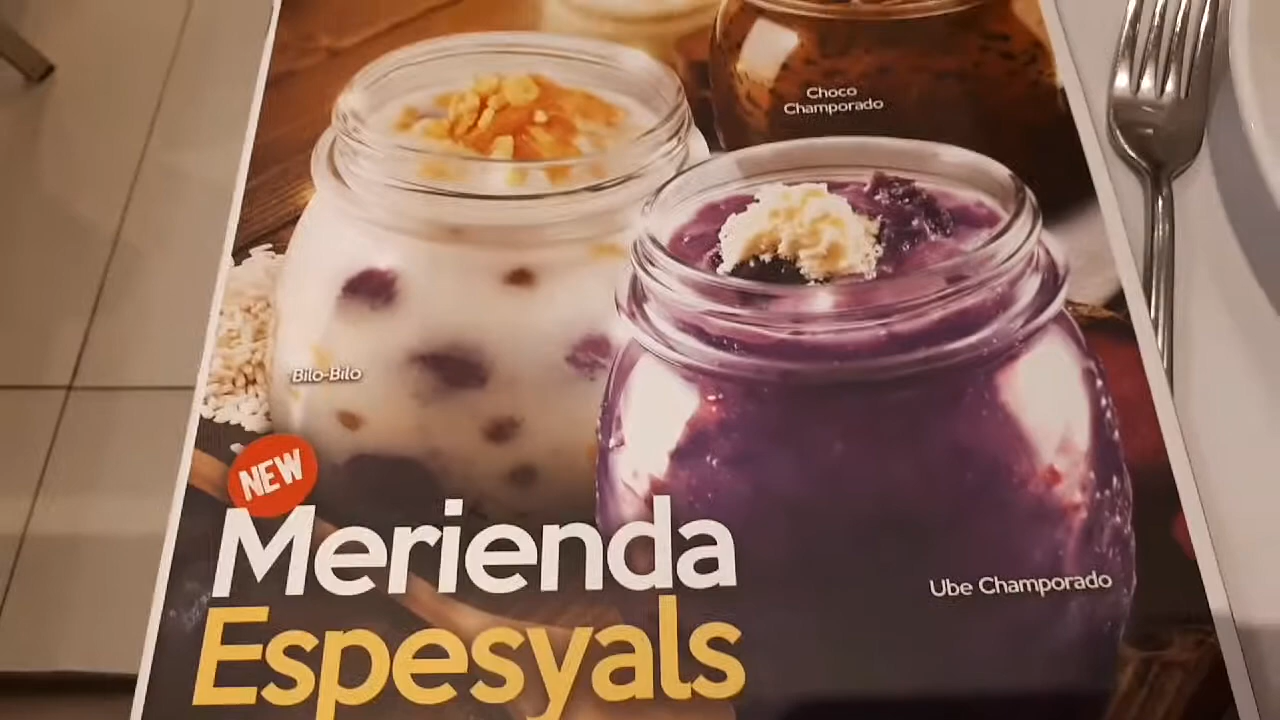 Choco
Champorado
Bilo-Bilo
NEW
Merienda
Espesyals
Ube Champorado